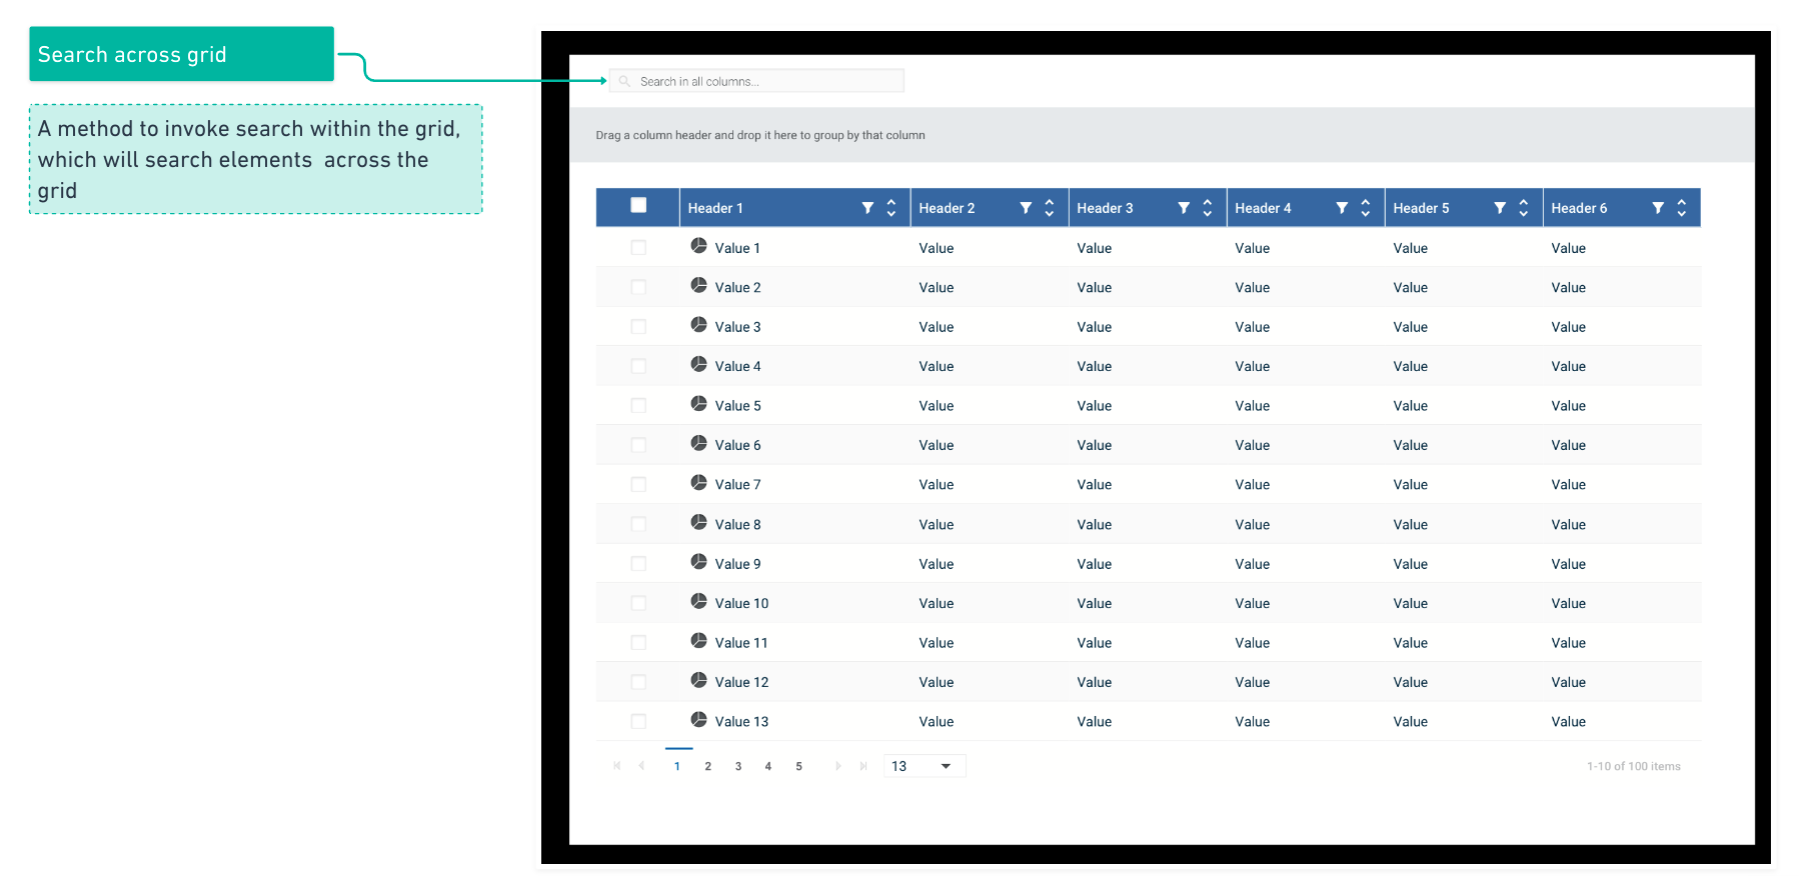 Search across grid
A method to invoke search within the grid,
which will search elements across the
grid
Search in all columns...
Drag a column header and drop it here to group by that column
Header 1 Header 2 Header 3 Header 4 Header 5 Header 6
Value 1 Value Value Value Value Value
Value 2 Value Value Value Value Value
Value 3 Value Value Value Value Value
Value 4 Value Value Value Value Value
Value 5 Value Value Value Value Value
Value 6 Value Value Value Value Value
Value 7 Value Value Value Value Value
Value 8 Value Value Value Value Value
Value 9 Value Value Value Value Value
Value 10 Value Value Value Value Value
Value 11 Value Value Value Value Value
Value 12 Value Value Value Value Value
Value 13 Value Value Value Value Value
1 2 3 4 5 13 1-10 of 100 items